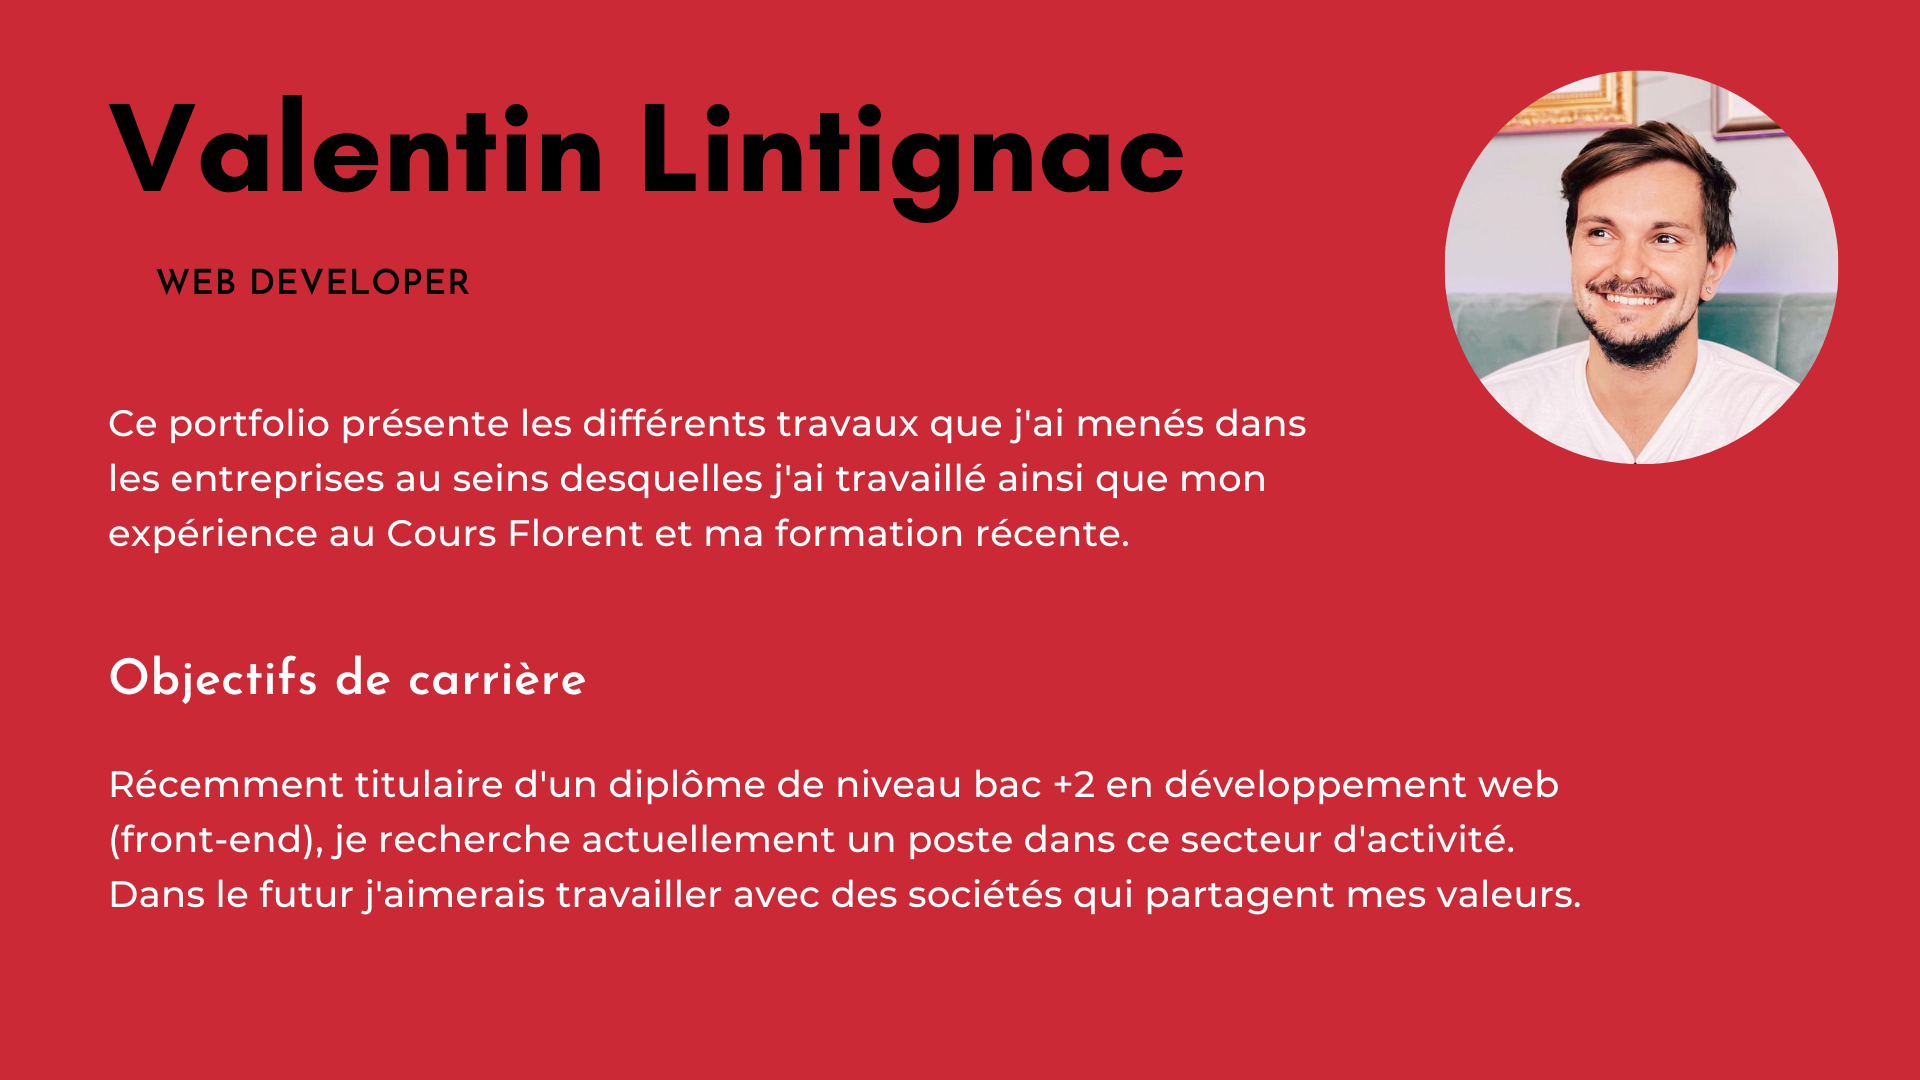 Valentin Lintignac
WEB DEVELOPER
Ce portfolio présente les différents travaux que j'ai menés dans
les entreprises au seins desquelles j'ai travaillé ainsi que mon
expérience au Cours Florent et ma formation récente.
Objectifs de carrière
Récemment titulaire d'un diplôme de niveau bac +2 en développement web
(front-end), je recherche actuellement un poste dans ce secteur d'activité.
Dans le futur j'aimerais travailler avec des sociétés qui partagent mes valeurs.